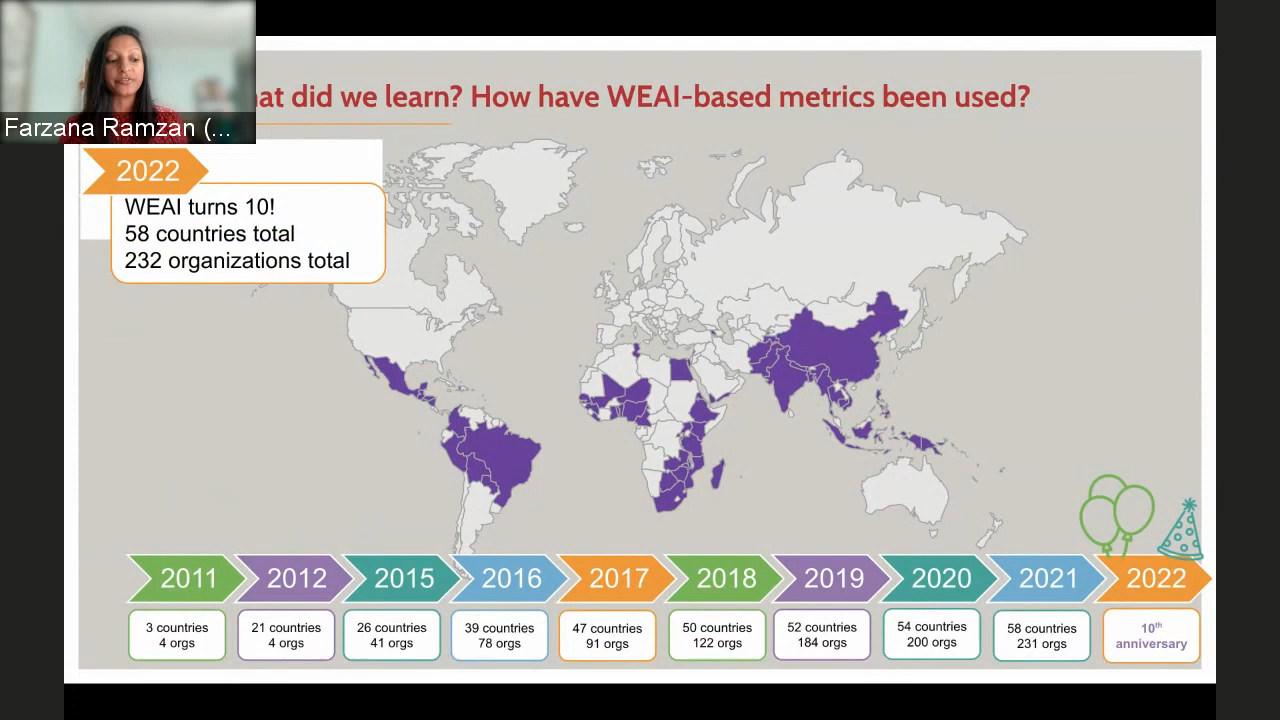 at did we learn? How have WEAI-based metrics been used?
Farzana Ramzan (...
2022
WEAI turns 10!
58 countries total
232 organizations total
2011
2012
2015
2016
2017
2018
2019
2020
2021
2022
3 countries
4 orgs
21 countries
4 orgs
26 countries
41 orgs
39 countries
78 orgs
47 countries
91 orgs
50 countries
122 orgs
52 countries
184 orgs
54 countries
200 orgs
58 countries
231 orgs
10th
anniversary